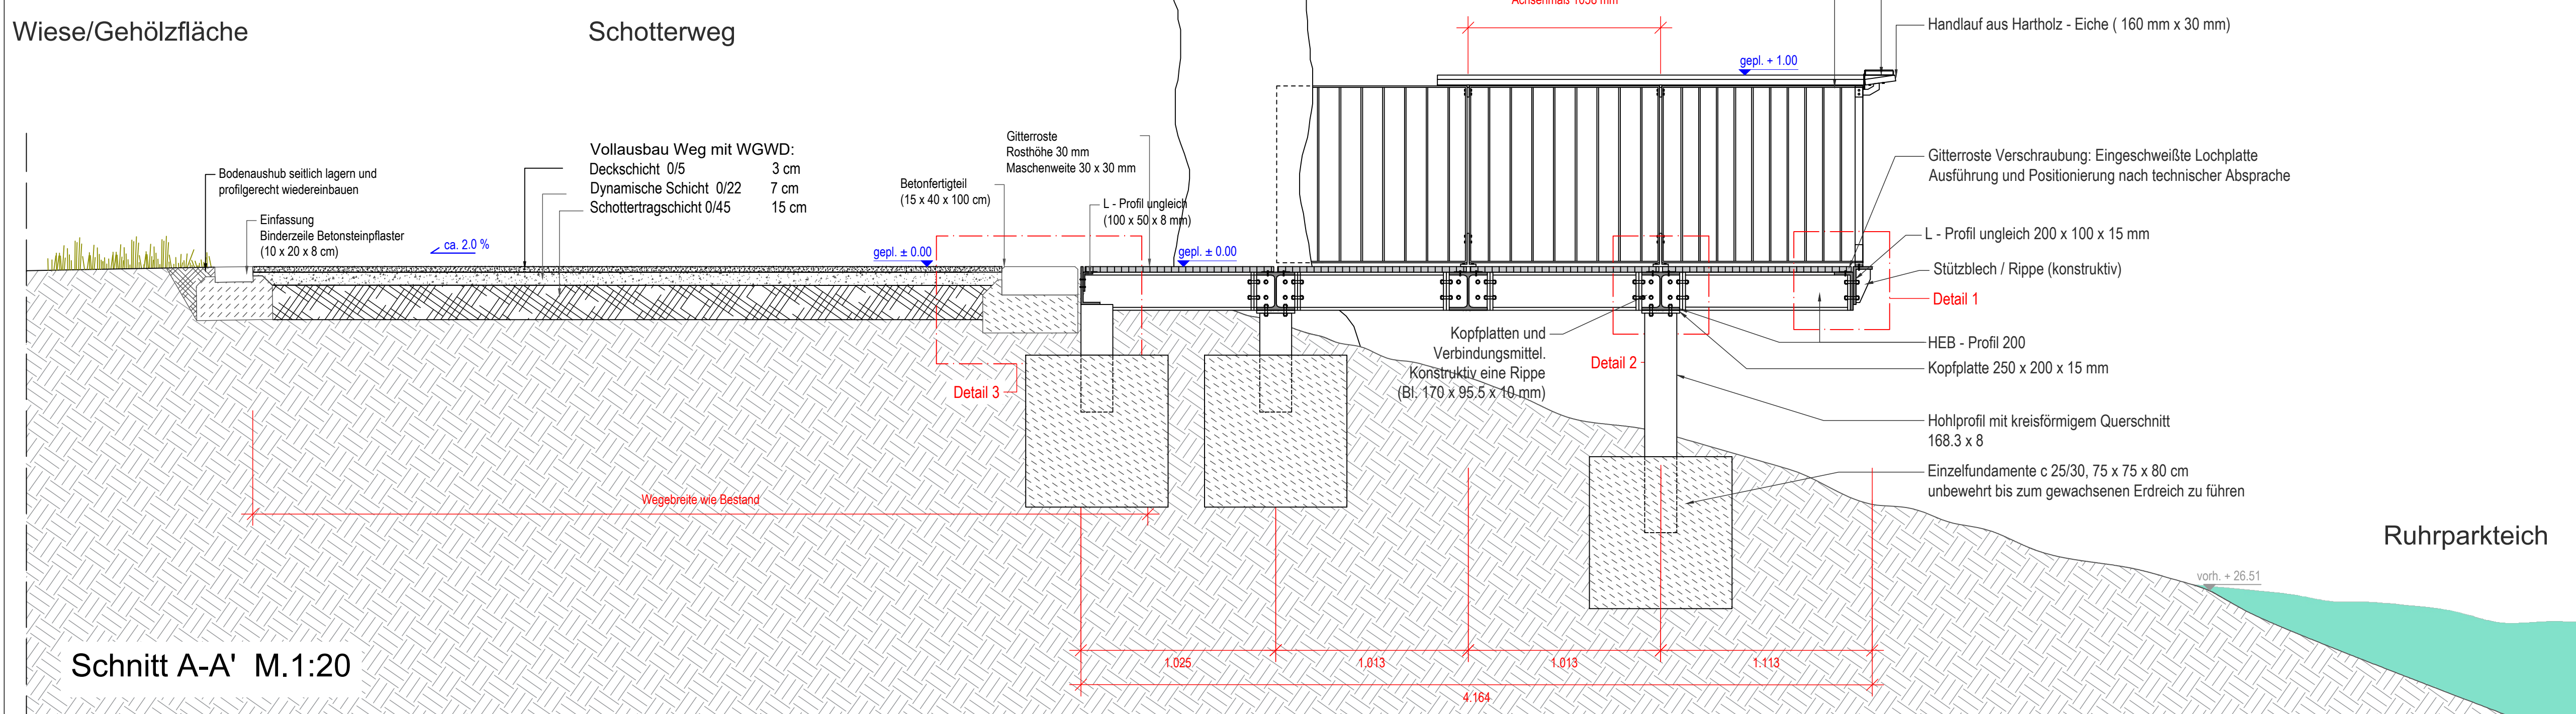 Wiese/Gehölzfläche
Schotterweg
Achsenmaß 1038 mm
Handlauf aus Hartholz - Eiche ( 160 mm x 30 mm)
gepl. + 1.00
Vollausbau Weg mit WGWD:
Deckschicht 0/5 3 cm
Dynamische Schicht 0/22 7 cm
Schottertragschicht 0/45 15 cm
Bodenaushub seitlich lagern und
profilgerecht wiedereinbauen
Einfassung
Binderzeile Betonsteinpflaster
(10 x 20 x 8 cm)
ca. 2.0 %
Betonfertigteil
(15 x 40 x 100 cm)
Gitterroste
Rosthöhe 30 mm
Maschenweite 30 x 30 mm
L - Profil ungleich
(100 x 50 x 8 mm)
gepl. ± 0.00
gepl. ± 0.00
Gitterroste Verschraubung: Eingeschweißte Lochplatte
Ausführung und Positionierung nach technischer Absprache
L - Profil ungleich 200 x 100 x 15 mm
Stützblech / Rippe (konstruktiv)
Detail 1
Kopfplatten und
Verbindungsmittel.
Konstruktiv eine Rippe
(Bl. 170 x 95.5 x 10 mm)
Detail 2
Detail 3
HEB - Profil 200
Kopfplatte 250 x 200 x 15 mm
Hohlprofil mit kreisförmigem Querschnitt
168.3 x 8
Einzelfundamente c 25/30, 75 x 75 x 80 cm
unbewehrt bis zum gewachsenen Erdreich zu führen
Wegebreite wie Bestand
Ruhrparkteich
vorh. + 26.51
Schnitt A-A' M.1:20
1.025
1.013
1.013
1.113
4.164